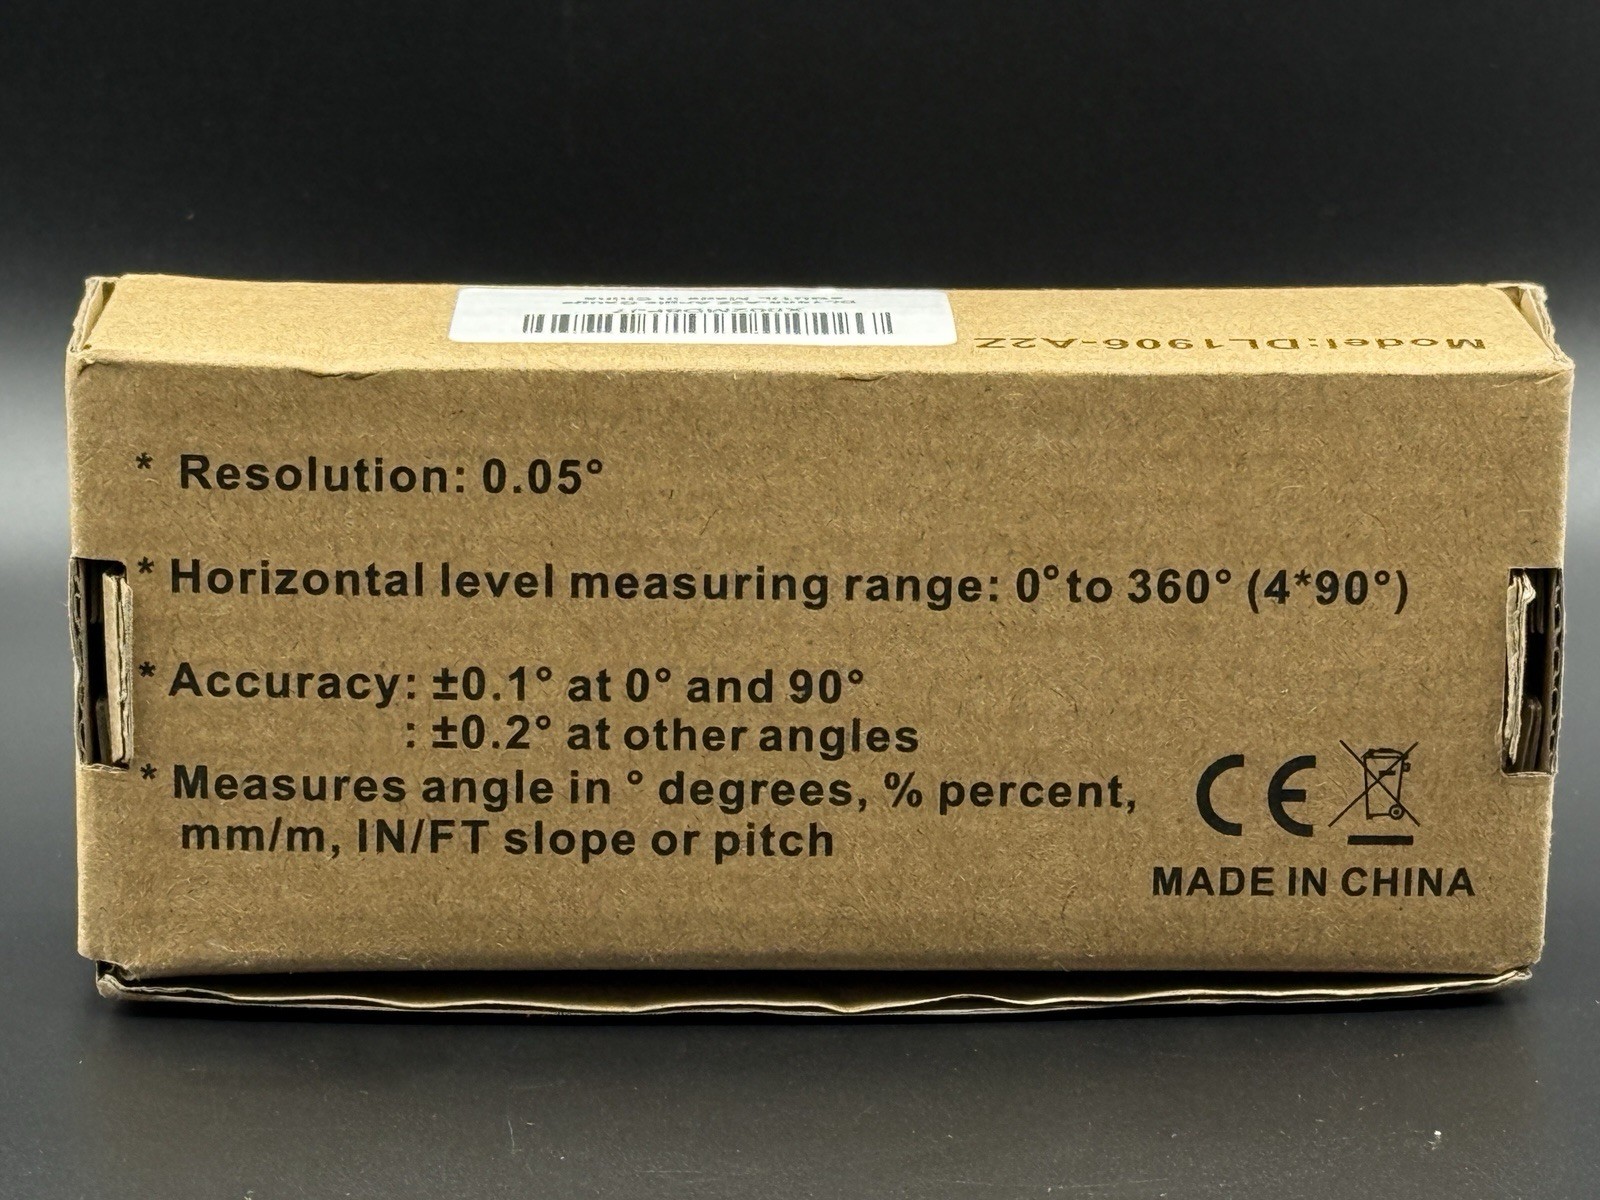 Model:DL1906-A2Z
* Resolution: 0.05°
* Horizontal level measuring range: 0° to 360° (4*90°)
* Accuracy: ±0.1° at 0° and 90°
: ±0.2° at other angles
* Measures angle in ° degrees, % percent,
mm/m, IN/FT slope or pitch
CE
MADE IN CHINA